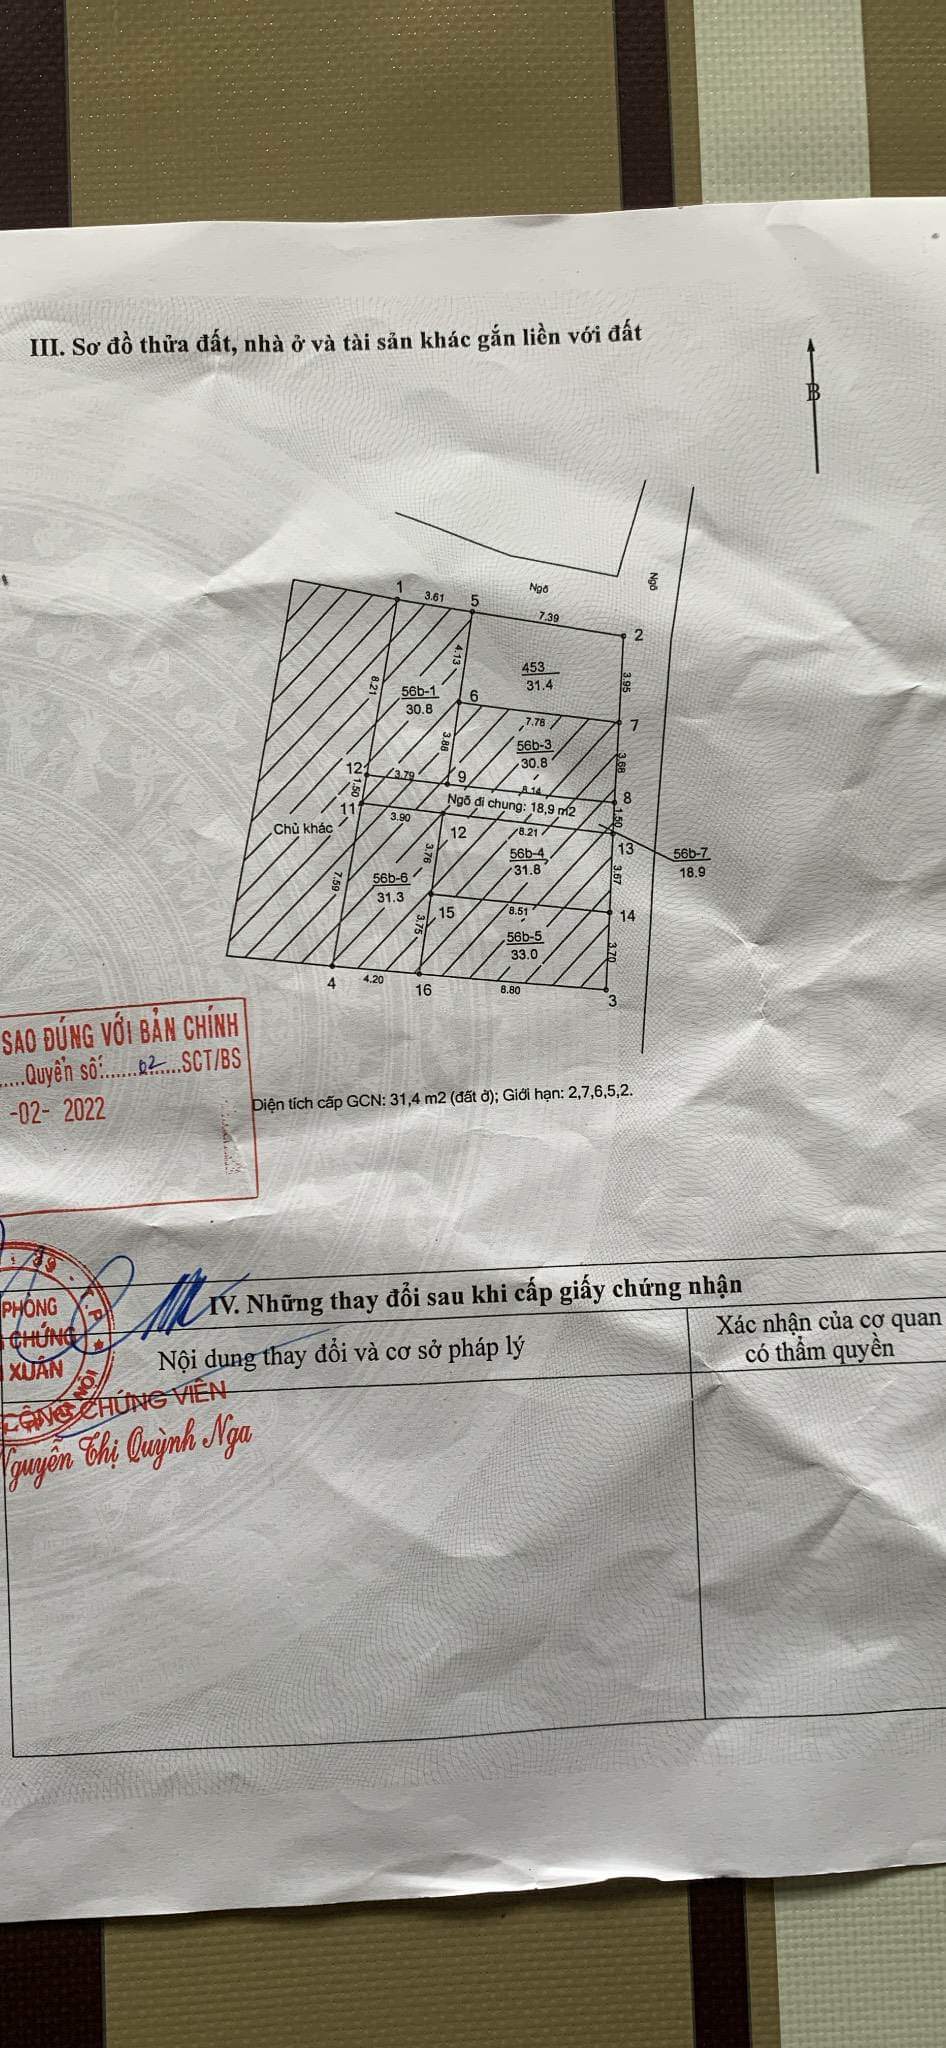 III. Sơ đồ thửa đất, nhà ở và tài sản khác gắn liền với đất
B
Ngõ
Ngõ
1
3.61
5
7.39
2
4.13
453
31.4
3.95
8.21
56b-1
30.8
6
7.78
7
3.88
56b-3
30.8
3.68
12
3.79
9
8.14
8
1.50
Ngõ đi chung: 18,9 m2
1.50
11
3.90
12
8.21
13
Chủ khác
3.76
56b-4
31.8
56b-7
18.9
7.59
56b-6
31.3
3.67
15
8.51
14
3.75
56b-5
33.0
3.70
4
4.20
16
8.80
3
SAO ĐÚNG VỚI BẢN CHÍNH
.....Quyển số:.......02......SCT/BS
-02- 2022
Diện tích cấp GCN: 31,4 m2 (đất ở); Giới hạn: 2,7,6,5,2.
IV. Những thay đổi sau khi cấp giấy chứng nhận
Nội dung thay đổi và cơ sở pháp lý
Xác nhận của cơ quan
có thẩm quyền
PHÒNG
CHỨNG
XUÂN
CÔNG CHỨNG VIÊN
Nguyễn Thị Quỳnh Nga